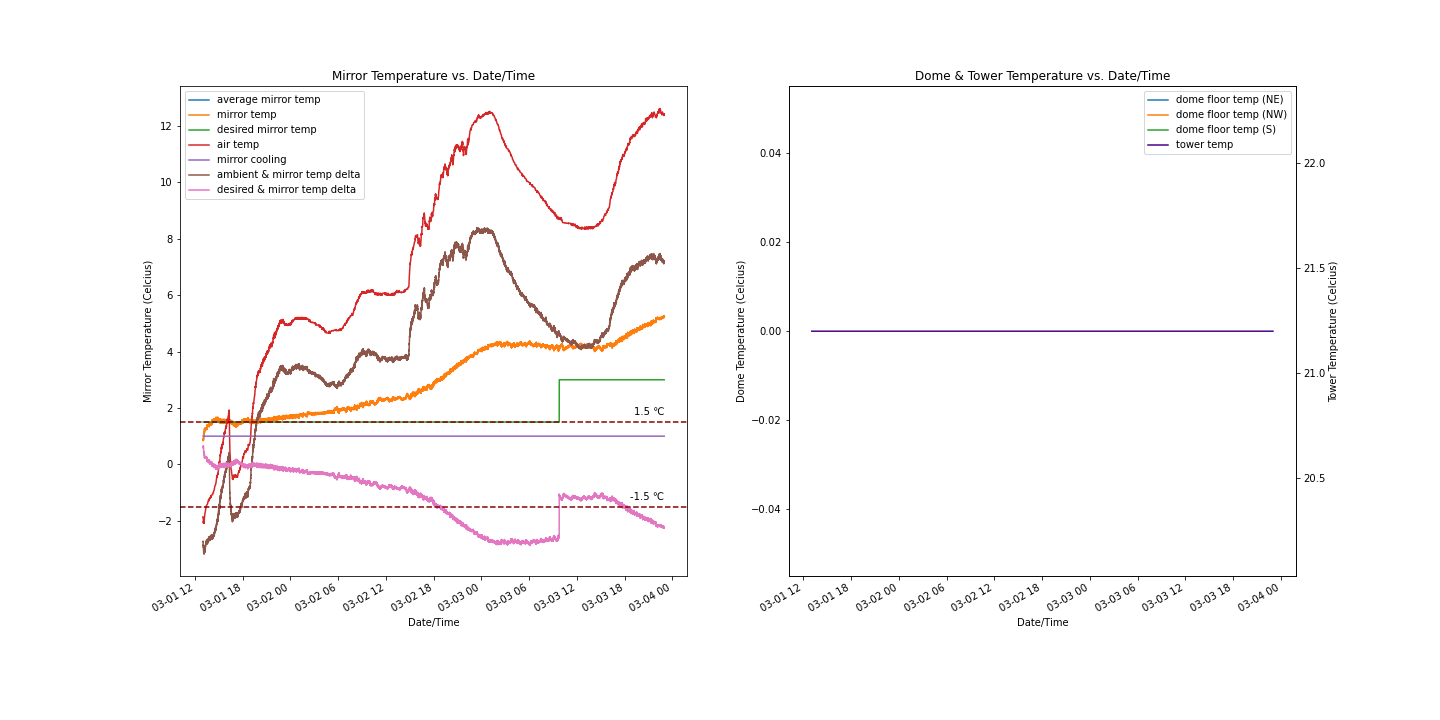 Mirror Temperature vs. Date/Time
average mirror temp
mirror temp
desired mirror temp
air temp
mirror cooling
ambient & mirror temp delta
desired & mirror temp delta
12
10
8
6
4
2
0
−2
Mirror Temperature (Celcius)
1.5 °C
-1.5 °C
03-01 12
03-01 18
03-02 00
03-02 06
03-02 12
03-02 18
03-03 00
03-03 06
03-03 12
03-03 18
03-04 00
Date/Time
Dome & Tower Temperature vs. Date/Time
dome floor temp (NE)
dome floor temp (NW)
dome floor temp (S)
tower temp
0.04
0.02
0.00
−0.02
−0.04
Dome Temperature (Celcius)
22.0
21.5
21.0
20.5
Tower Temperature (Celcius)
03-01 12
03-01 18
03-02 00
03-02 06
03-02 12
03-02 18
03-03 00
03-03 06
03-03 12
03-03 18
03-04 00
Date/Time